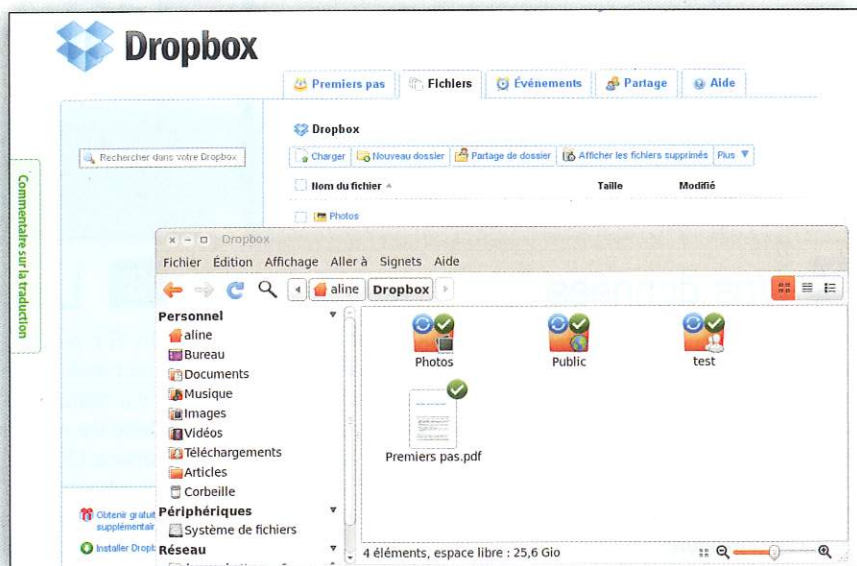 Dropbox
Premiers pas
Fichiers
Événements
Partage
Aide
Dropbox
Rechercher dans votre Dropbox
Charger
Nouveau dossier
Partage de dossier
Afficher les fichiers supprimés
Plus
Nom du fichier
Taille
Modifié
Photos
Commentaire sur la traduction
Dropbox
Fichier Édition Affichage Aller à Signets Aide
aline
Dropbox
Personnel
aline
Bureau
Documents
Musique
Images
Vidéos
Téléchargements
Articles
Corbeille
Périphériques
Système de fichiers
Réseau
Photos
Public
test
Premiers pas.pdf
4 éléments, espace libre : 25,6 Gio
Obtenir
Installer